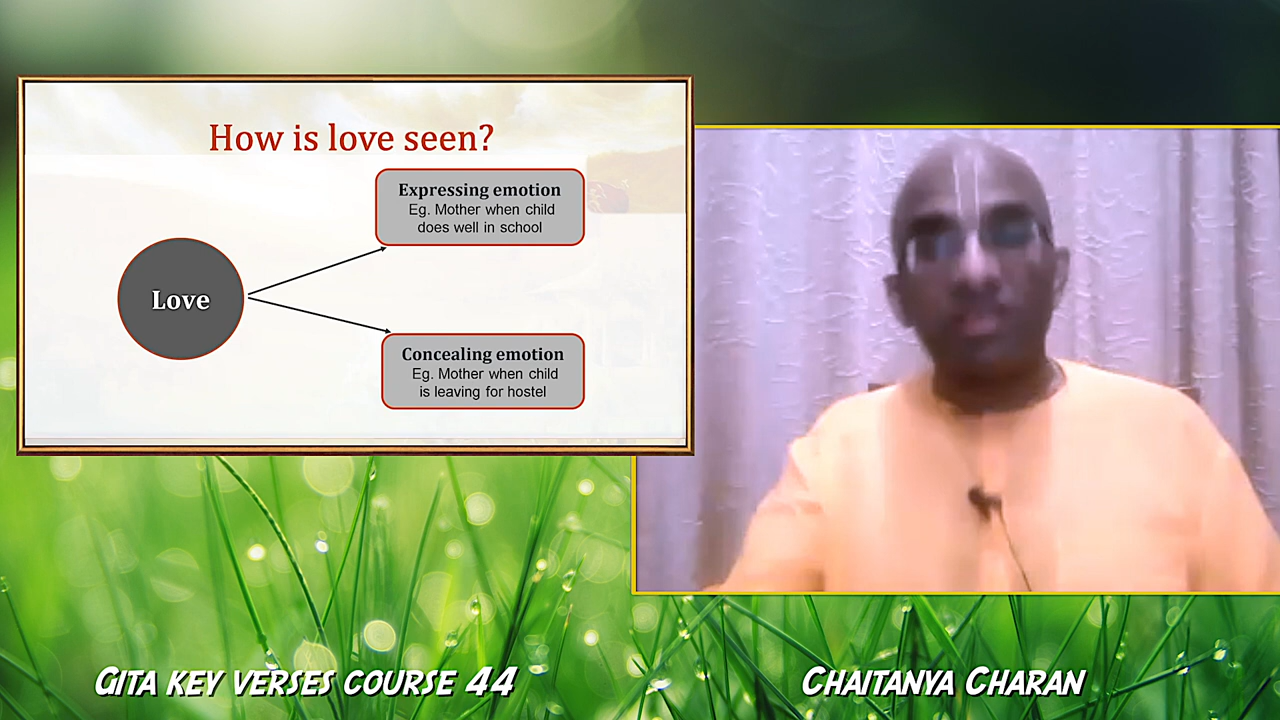 How is love seen?
Expressing emotion
Eg. Mother when child
does well in school
Love
Concealing emotion
Eg. Mother when child
is leaving for hostel
GITA KEY VERSES COURSE 44
CHAITANYA CHARAN